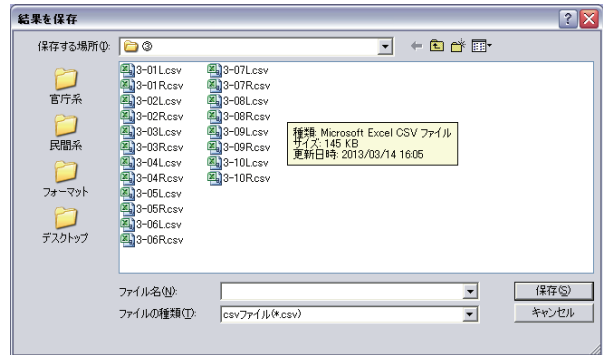 結果を保存
保存する場所(I):
③
官庁系
民間系
フォーマット
デスクトップ
3-01L.csv
3-01R.csv
3-02L.csv
3-02R.csv
3-03L.csv
3-03R.csv
3-04L.csv
3-04R.csv
3-05L.csv
3-05R.csv
3-06L.csv
3-06R.csv
3-07L.csv
3-07R.csv
3-08L.csv
3-08R.csv
3-09L.csv
3-09R.csv
3-10L.csv
3-10R.csv
種類: Microsoft Excel CSV ファイル
サイズ: 145 KB
更新日時: 2013/03/14 16:05
ファイル名(N):
保存(S)
ファイルの種類(T):
csvファイル(*.csv)
キャンセル